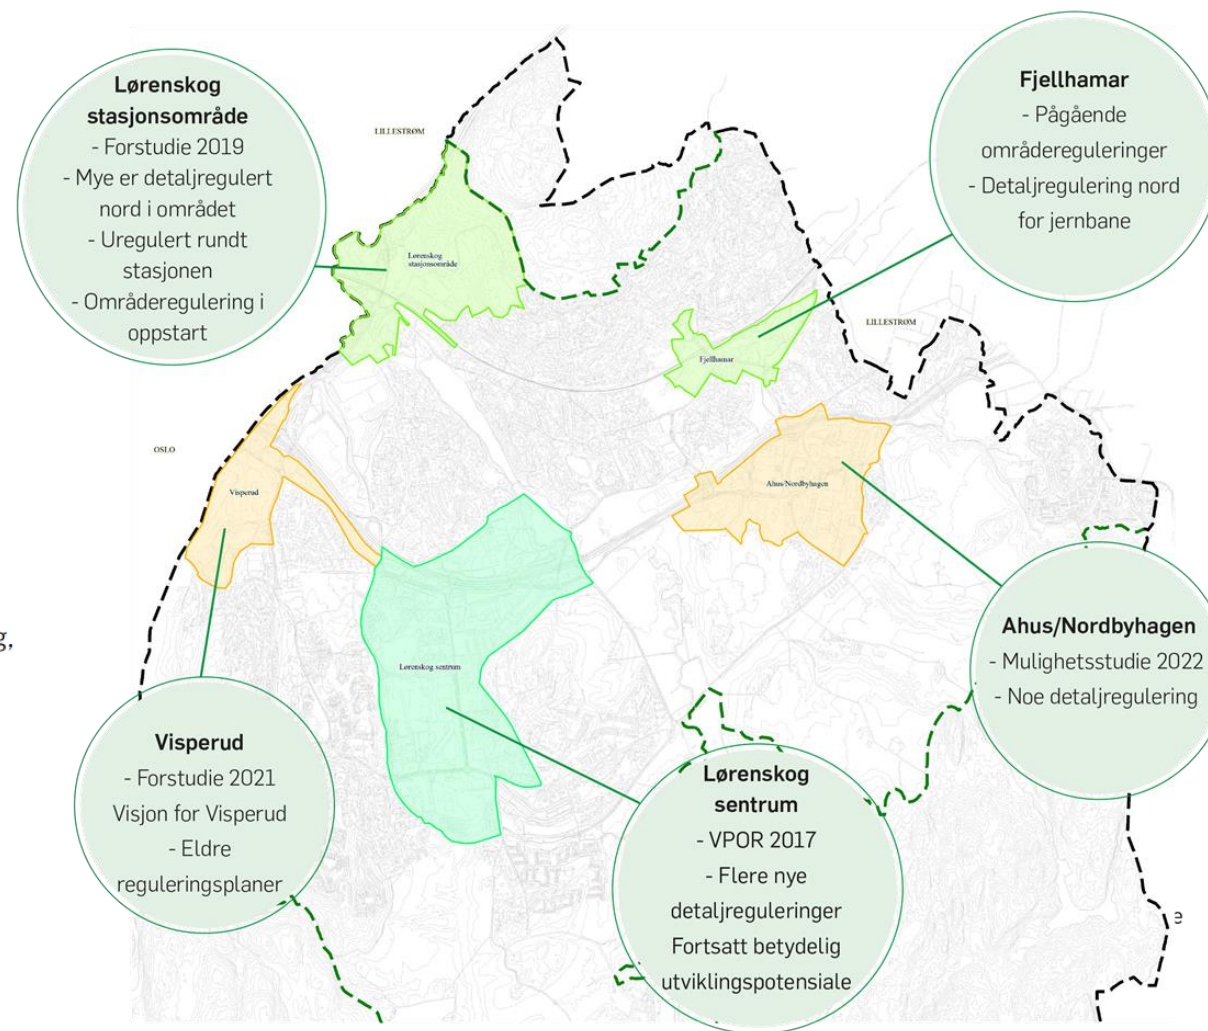 Lørenskog
stasjonsområde
- Forstudie 2019
- Mye er detaljregulert
nord i området
- Uregulert rundt
stasjonen
- Områderegulering i
oppstart
Fjellhamar
- Pågående
områdereguleringer
- Detaljregulering nord
for jernbane
LILLESTRØM
Lørenskog
stasjonsområde
LILLESTRØM
Fjellhamar
OSLO
Visperud
Ahus/Nordbyhagen
Lørenskog sentrum
g,
Ahus/Nordbyhagen
- Mulighetsstudie 2022
- Noe detaljregulering
Visperud
- Forstudie 2021
Visjon for Visperud
- Eldre
reguleringsplaner
Lørenskog
sentrum
- VPOR 2017
- Flere nye
detaljreguleringer
Fortsatt betydelig
utviklingspotensiale
e